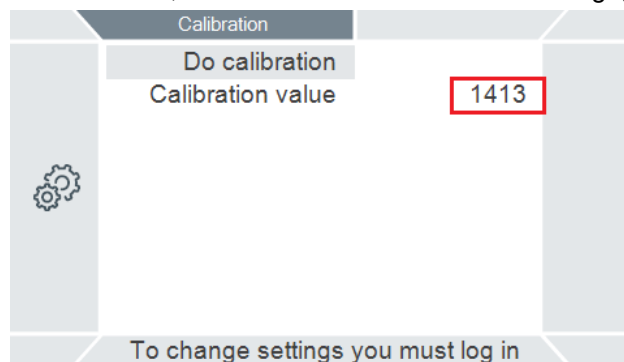 Calibration
Do calibration
Calibration value 1413
To change settings you must log in